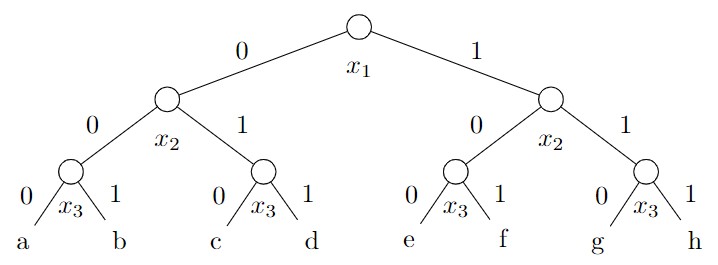 0 1
x₁
0 1 0 1
x₂ x₂
0 1 0 1 0 1 0 1
x₃ x₃ x₃ x₃
a b c d e f g h